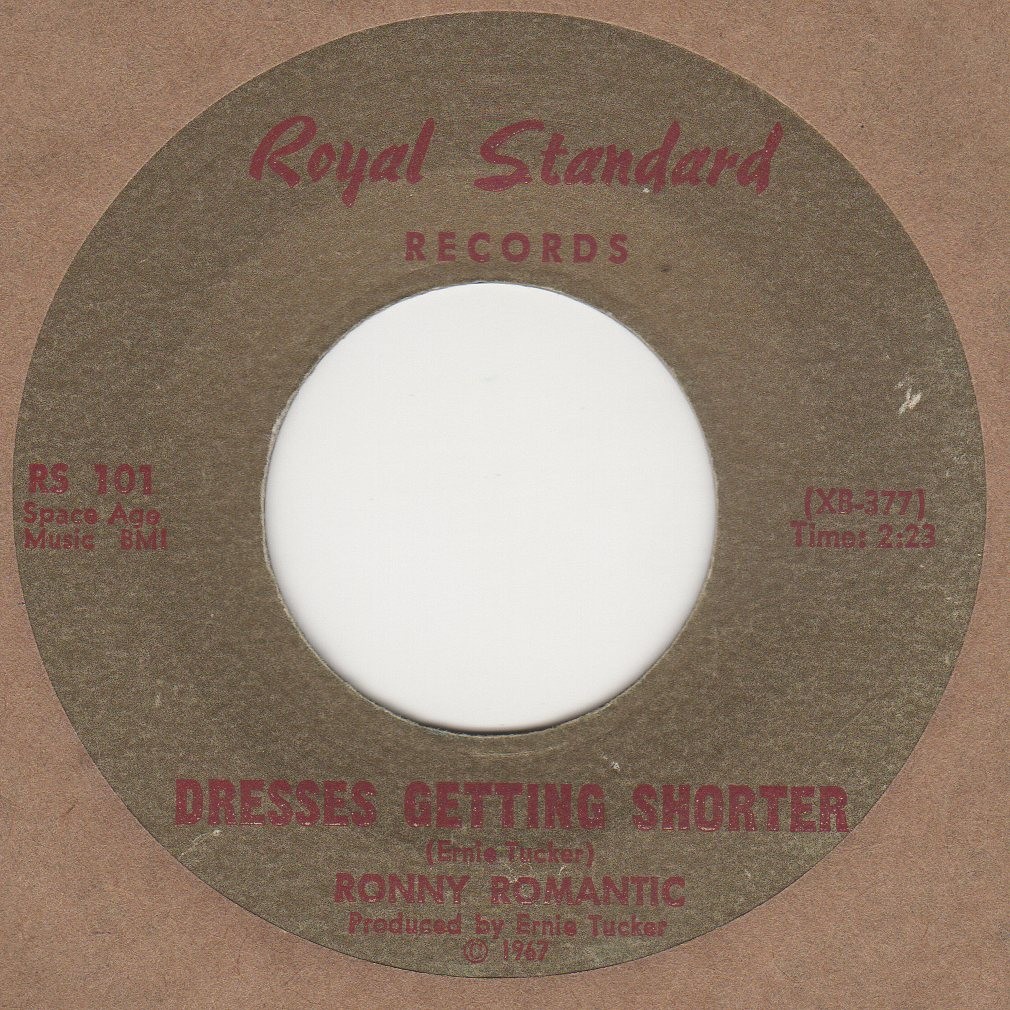 Royal Standard
RECORDS
RS 101
Space Age
Music BMI
(XB-377)
Time: 2:23
DRESSES GETTING SHORTER
(Ernie Tucker)
RONNY ROMANTIC
Produced by Ernie Tucker
© 1967